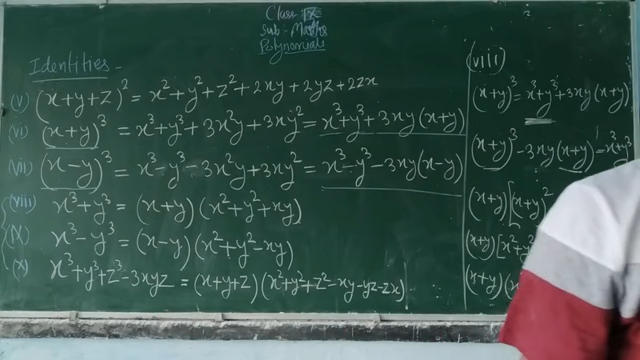 Class - IX
Sub - Maths
Polynomials
Identities -
(v) (x+y+z)² = x²+y²+z²+2xy+2yz+2zx
(vi) (x+y)³ = x³+y³+3x²y+3xy² = x³+y³+3xy(x+y)
(vii) (x-y)³ = x³-y³-3x²y+3xy² = x³-y³-3xy(x-y)
(viii) x³+y³ = (x+y)(x²+y²+xy)
(ix) x³-y³ = (x-y)(x²+y²-xy)
(x) x³+y³+z³-3xyz = (x+y+z)(x²+y²+z²-xy-yz-zx)
(viii)
(x+y)³ = x³+y³+3xy(x+y)
(x+y)³-3xy(x+y) = x³+y³
(x+y)[(x+y)²
(x+y)[x²+y²
(x+y)(x